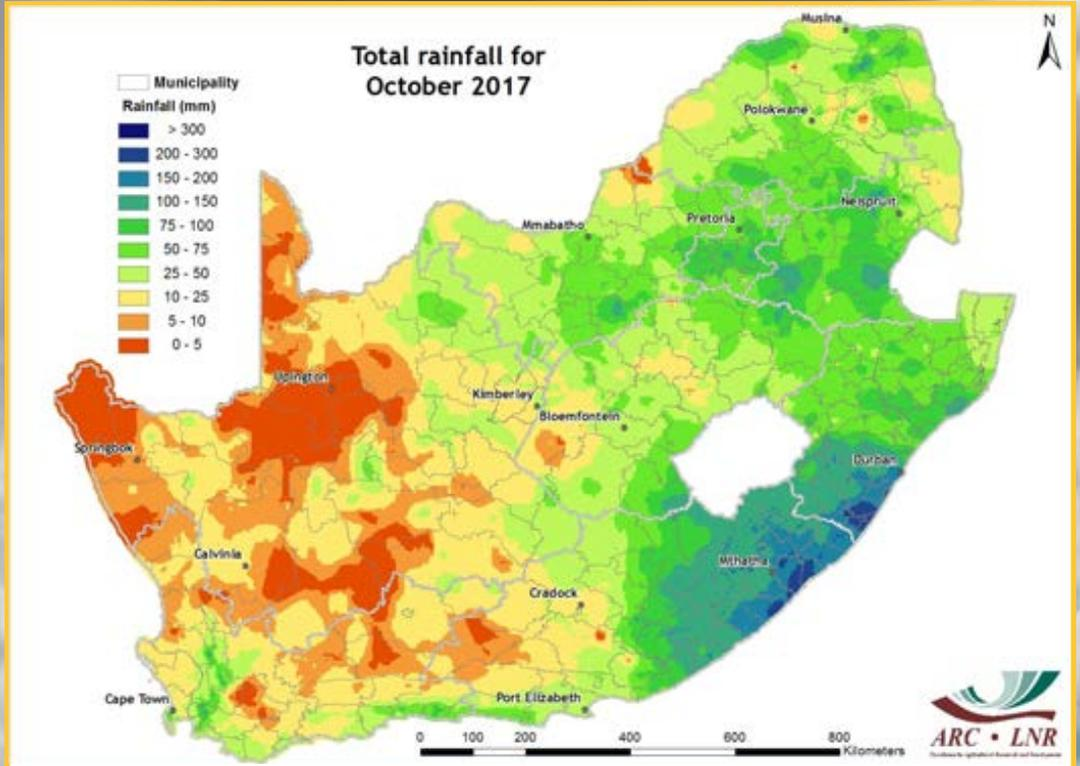 Total rainfall for
October 2017
N
Municipality
Rainfall (mm)
> 300
200 - 300
150 - 200
100 - 150
75 - 100
50 - 75
25 - 50
10 - 25
5 - 10
0 - 5
Musina
Polokwane
Nelspruit
Pretoria
Mmabatho
Upington
Kimberley
Bloemfontein
Springbok
Durban
Calvinia
Mthatha
Cradock
Cape Town
Port Elizabeth
0 100 200 400 600 800
Kilometers
ARC • LNR